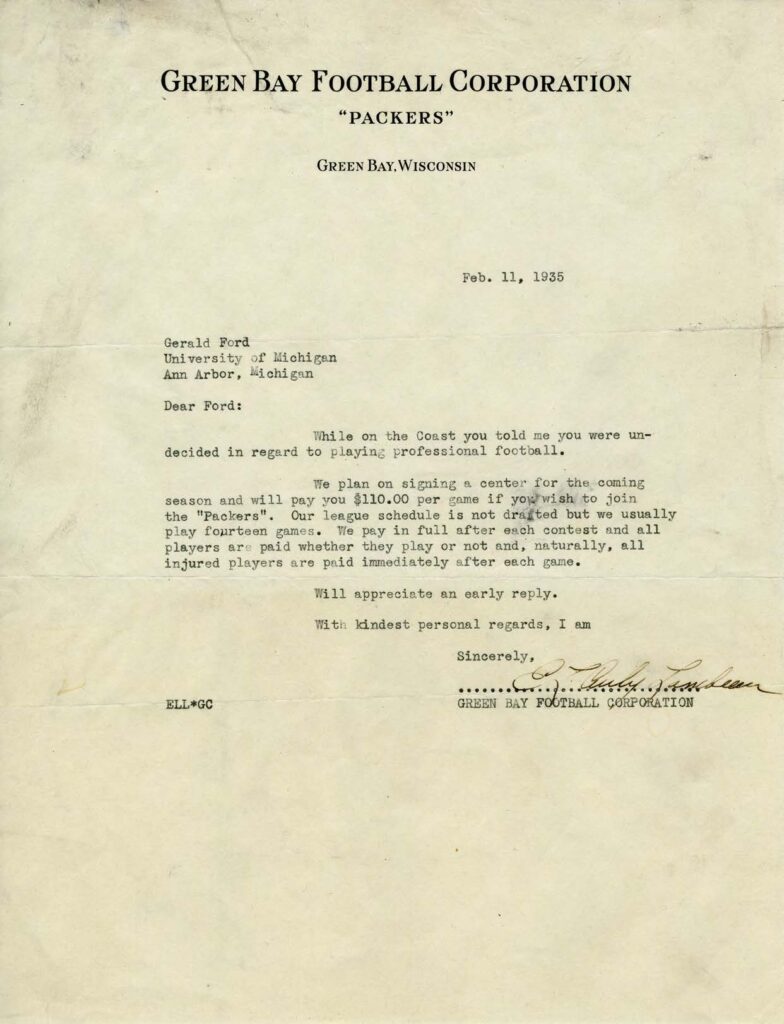 GREEN BAY FOOTBALL CORPORATION
"PACKERS"
GREEN BAY, WISCONSIN
Feb. 11, 1935
Gerald Ford
University of Michigan
Ann Arbor, Michigan
Dear Ford:
While on the Coast you told me you were un-
decided in regard to playing professional football.
We plan on signing a center for the coming
season and will pay you $110.00 per game if you wish to join
the "Packers". Our league schedule is not drafted but we usually
play fourteen games. We pay in full after each contest and all
players are paid whether they play or not and, naturally, all
injured players are paid immediately after each game.
Will appreciate an early reply.
With kindest personal regards, I am
Sincerely,
E. L. Curly Lambeau
ELL*GC
GREEN BAY FOOTBALL CORPORATION